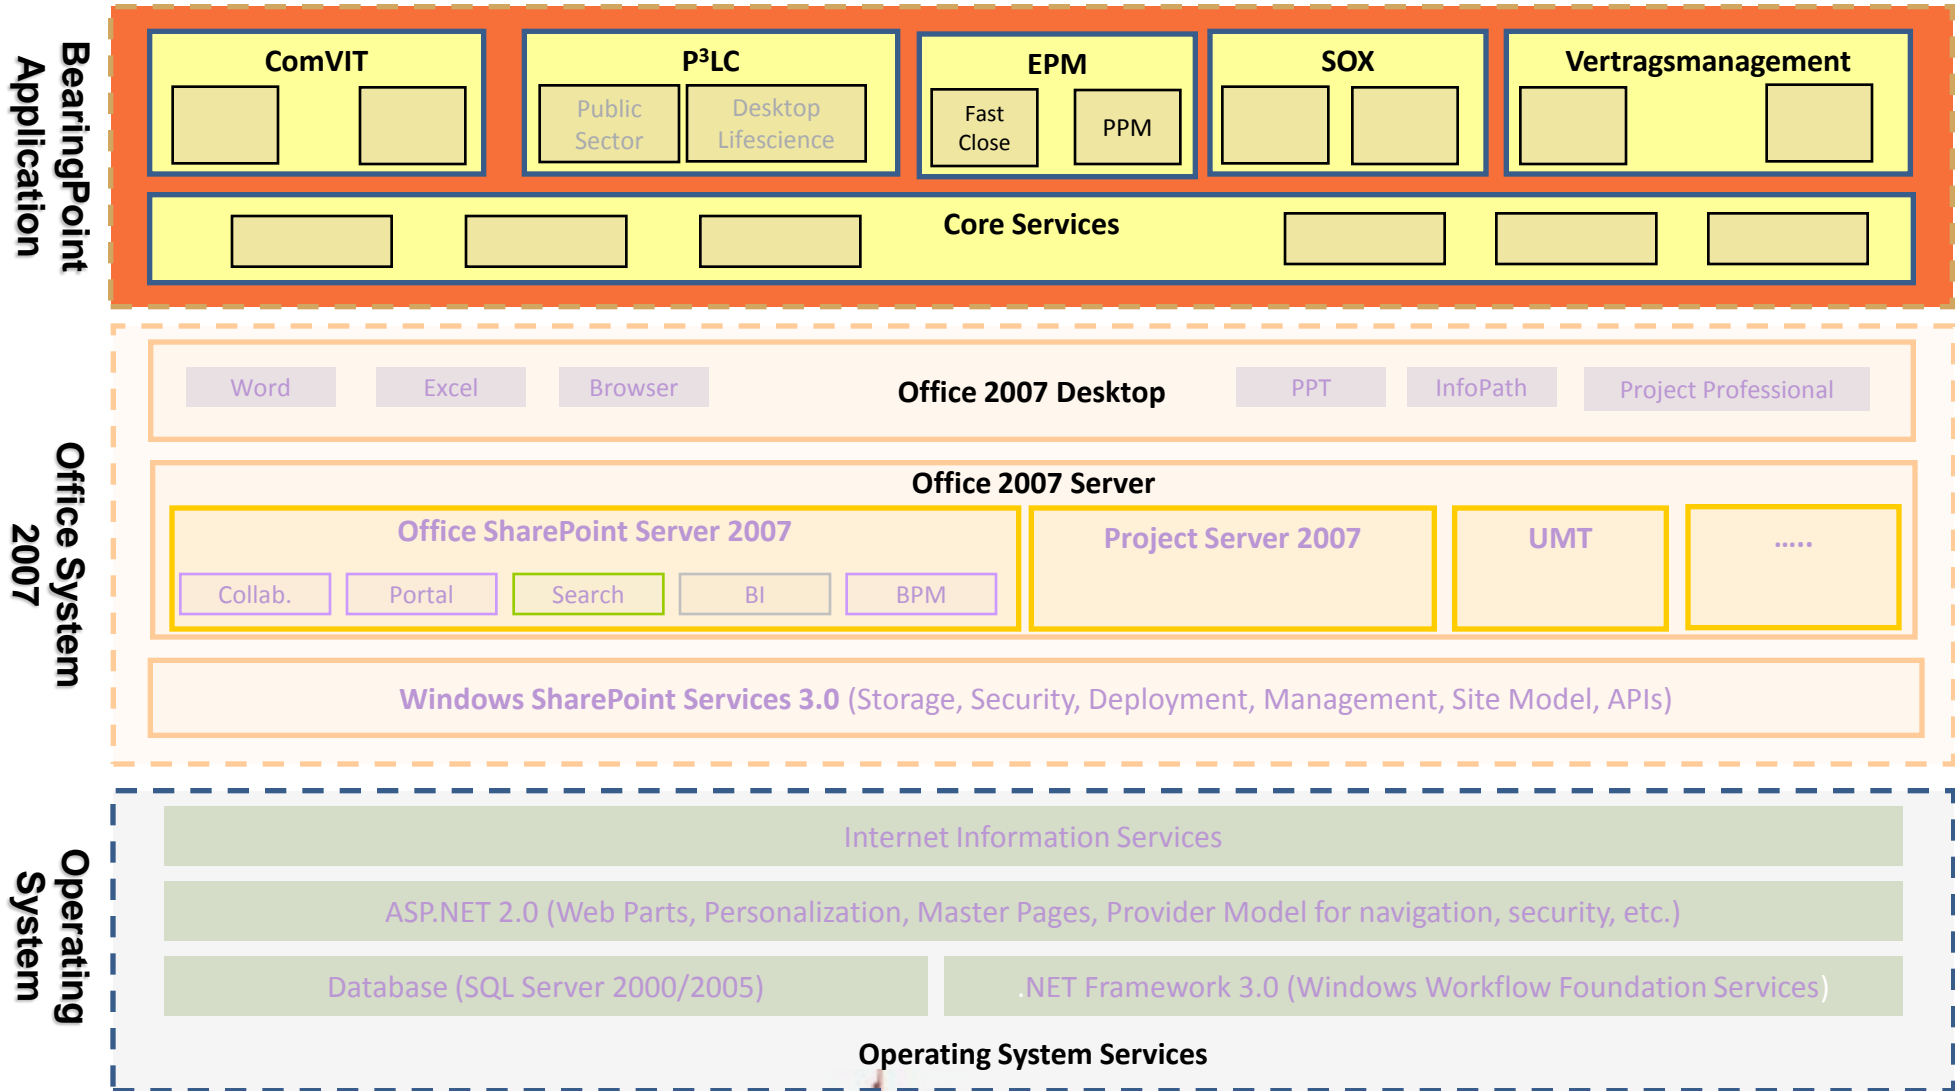 BearingPoint
Application
ComVIT
P³LC
Public
Sector
Desktop
Lifescience
EPM
Fast
Close
PPM
SOX
Vertragsmanagement
Core Services
Office System
2007
Word
Excel
Browser
Office 2007 Desktop
PPT
InfoPath
Project Professional
Office 2007 Server
Office SharePoint Server 2007
Collab.
Portal
Search
BI
BPM
Project Server 2007
UMT
.....
Windows SharePoint Services 3.0 (Storage, Security, Deployment, Management, Site Model, APIs)
Operating
System
Internet Information Services
ASP.NET 2.0 (Web Parts, Personalization, Master Pages, Provider Model for navigation, security, etc.)
Database (SQL Server 2000/2005)
.NET Framework 3.0 (Windows Workflow Foundation Services)
Operating System Services